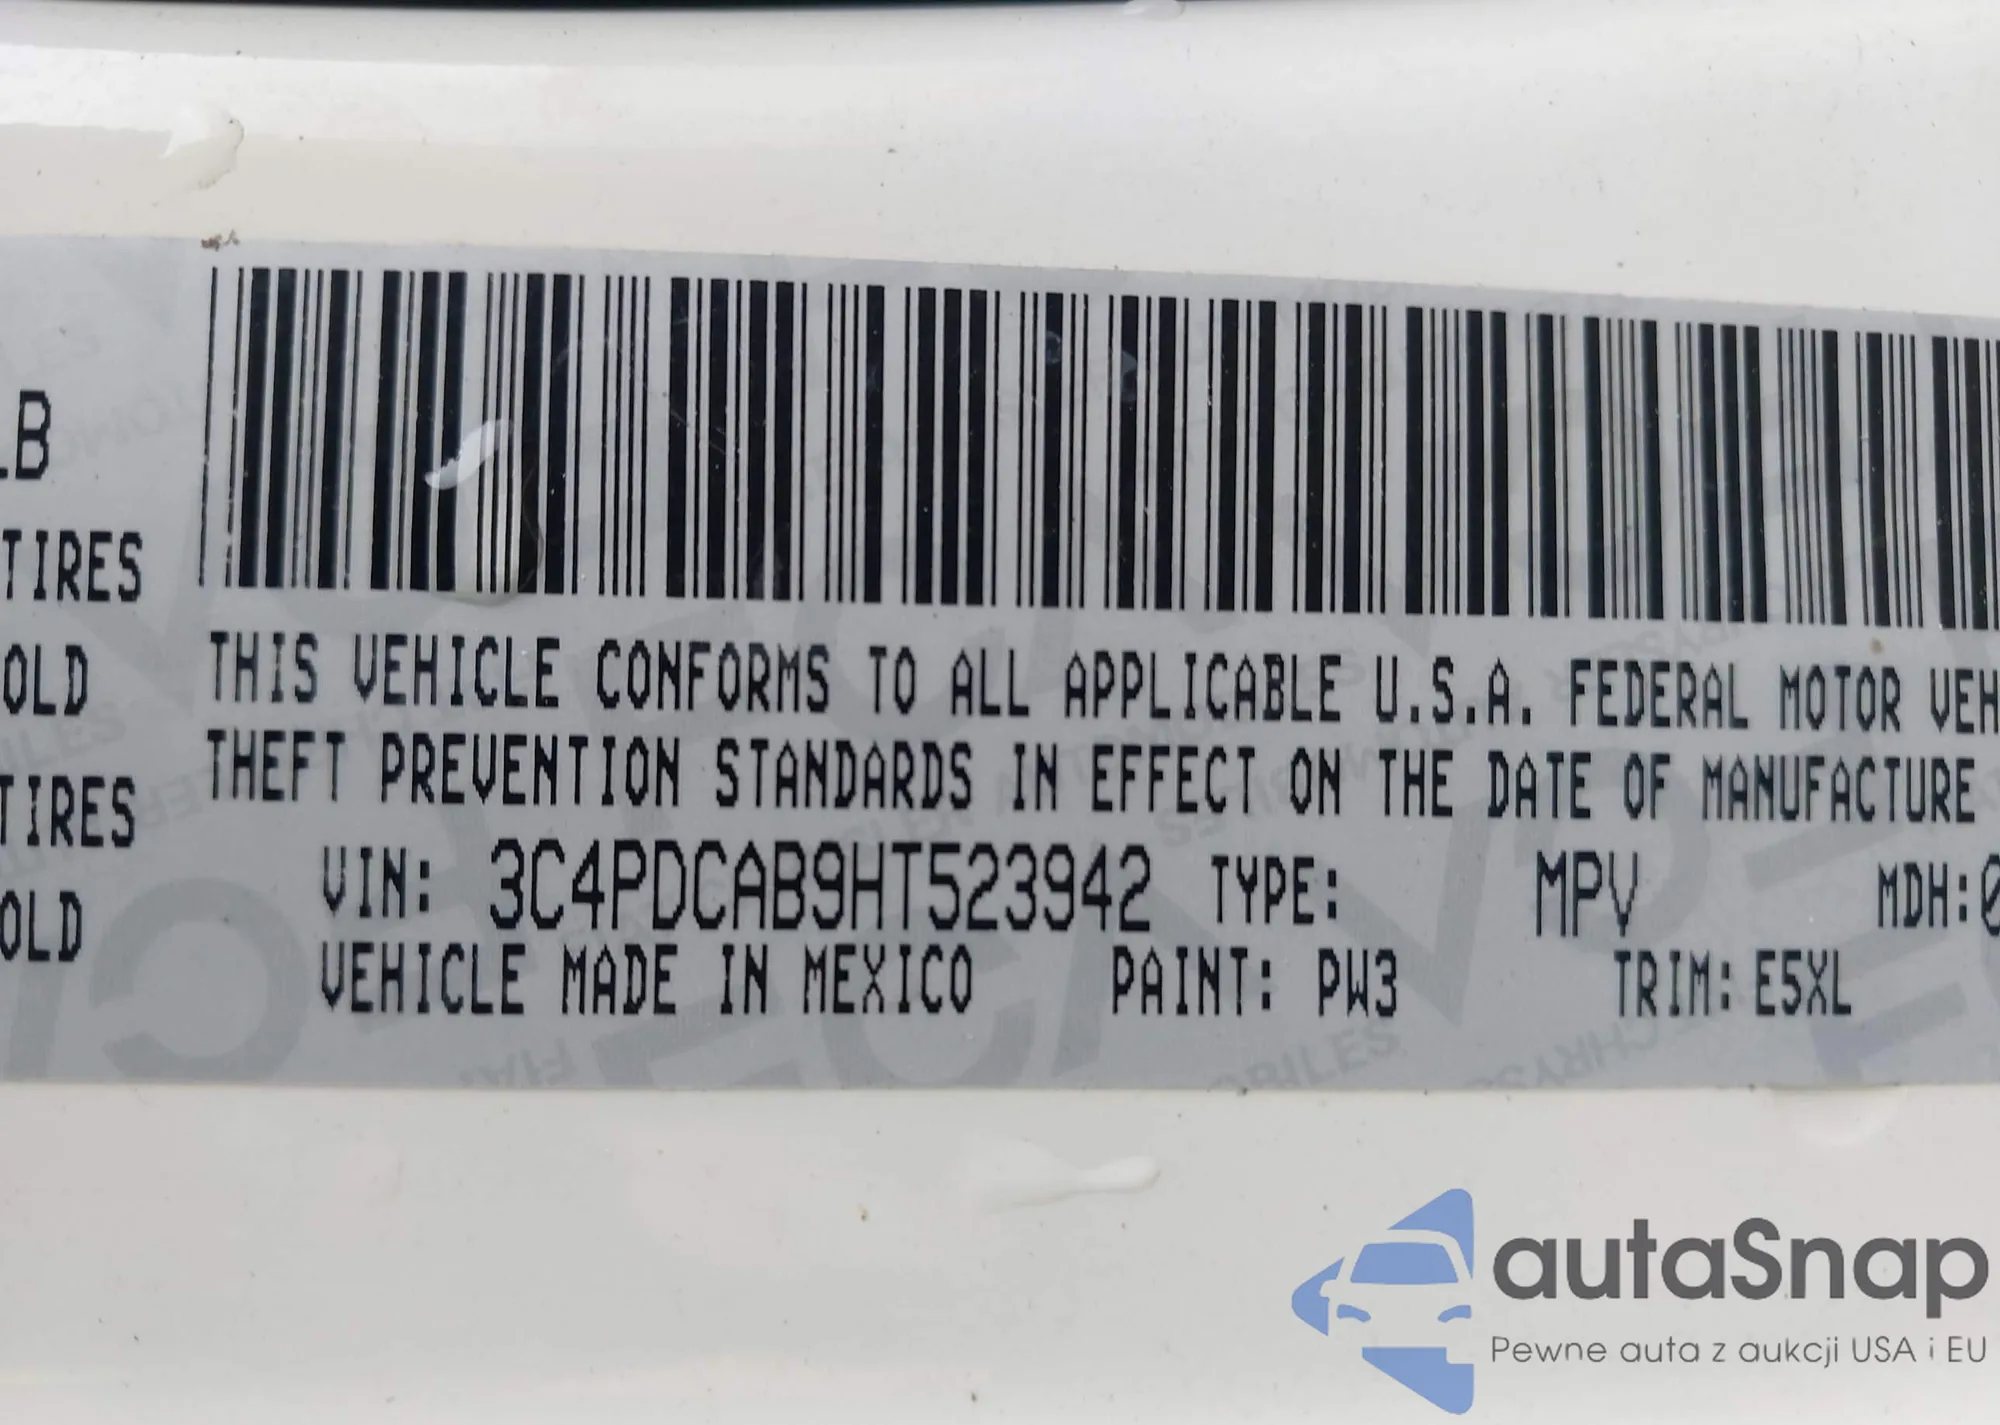 LB
TIRES
OLD
TIRES
OLD
THIS VEHICLE CONFORMS TO ALL APPLICABLE U.S.A. FEDERAL MOTOR VEH
THEFT PREVENTION STANDARDS IN EFFECT ON THE DATE OF MANUFACTURE
VIN: 3C4PDCAB9HT523942 TYPE: MPV MDH:0
VEHICLE MADE IN MEXICO PAINT: PW3 TRIM: E5XL
autaSnap
Pewne auta z aukcji USA i EU